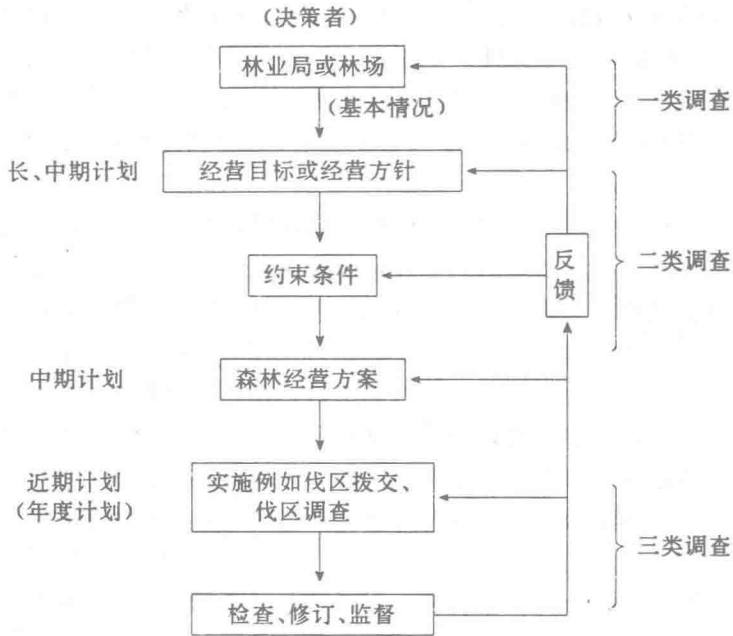 (决策者)
林业局或林场
(基本情况)
一类调查
长、中期计划
经营目标或经营方针
反
馈
二类调查
约束条件
中期计划
森林经营方案
近期计划
(年度计划)
实施例如伐区拨交、
伐区调查
三类调查
检查、修订、监督